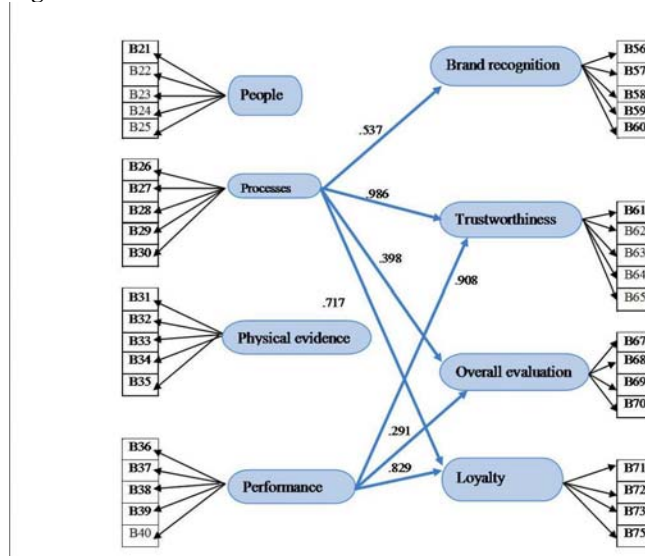 B21
B22
B23
B24
B25
People
Brand recognition
B56
B57
B58
B59
B60
.537
B26
B27
B28
B29
B30
Processes
.986
Trustworthiness
B61
B62
B63
B64
B65
.398
.908
B31
B32
B33
B34
B35
.717
Physical evidence
Overall evaluation
B67
B68
B69
B70
.291
B36
B37
B38
B39
B40
Performance
.829
Loyalty
B71
B72
B73
B75